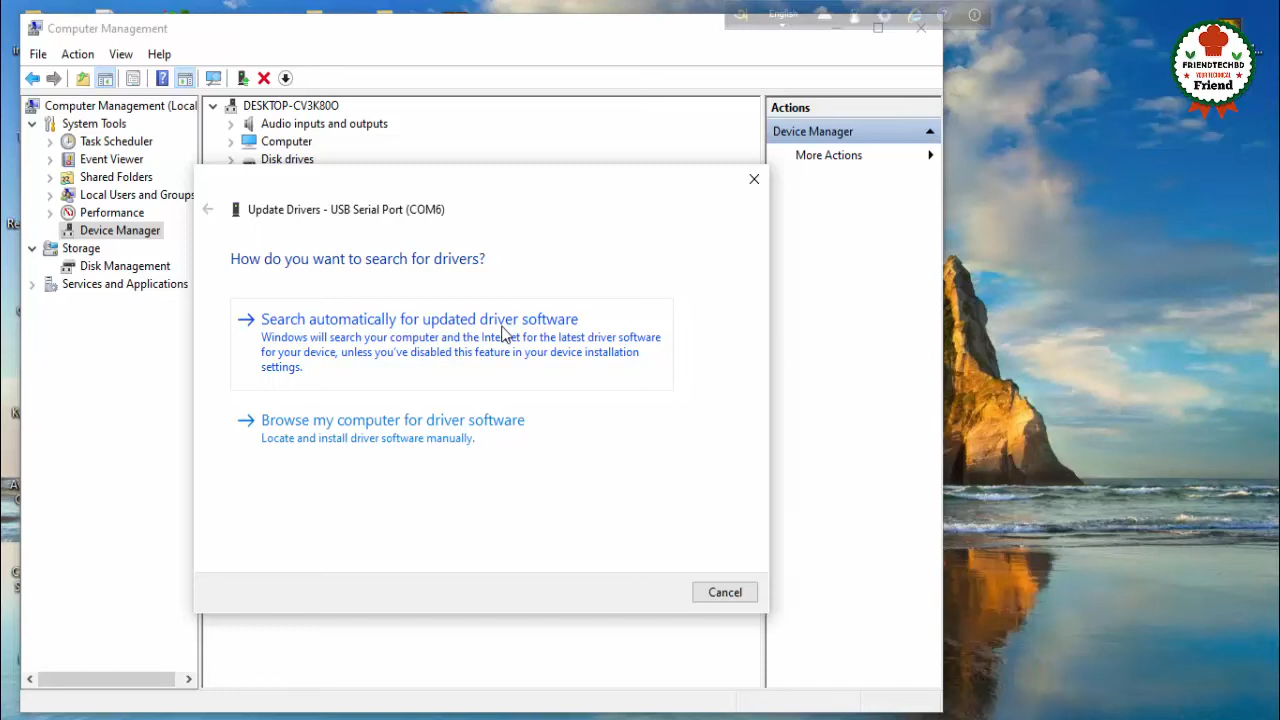 Computer Management
English
File Action View Help
Computer Management (Local
System Tools
Task Scheduler
Event Viewer
Shared Folders
Local Users and Groups
Performance
Device Manager
Storage
Disk Management
Services and Applications
DESKTOP-CV3K80O
Audio inputs and outputs
Computer
Disk drives
Actions
Device Manager
More Actions
Update Drivers - USB Serial Port (COM6)
How do you want to search for drivers?
Search automatically for updated driver software
Windows will search your computer and the Internet for the latest driver software
for your device, unless you've disabled this feature in your device installation
settings.
Browse my computer for driver software
Locate and install driver software manually.
Cancel
FRIENDTECHBD
YOUR TECHNICAL
Friend